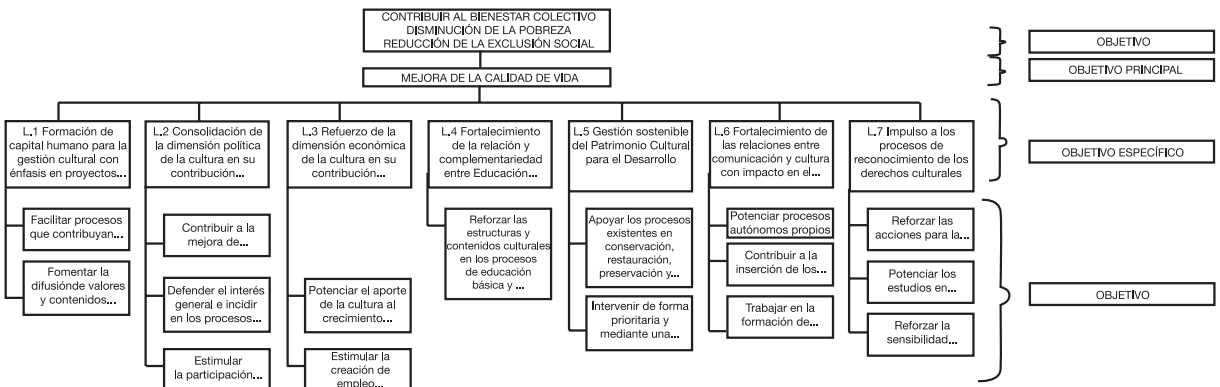 CONTRIBUIR AL BIENESTAR COLECTIVO
DISMINUCIÓN DE LA POBREZA
REDUCCIÓN DE LA EXCLUSIÓN SOCIAL
OBJETIVO
MEJORA DE LA CALIDAD DE VIDA
OBJETIVO PRINCIPAL
L.1 Formación de
capital humano para la
gestión cultural con
énfasis en proyectos...
L.2 Consolidación de
la dimensión política
de la cultura en su
contribución...
L.3 Refuerzo de la
dimensión económica
de la cultura en su
contribución...
L.4 Fortalecimiento
de la relación y
complementariedad
entre Educación...
L.5 Gestión sostenible
del Patrimonio Cultural
para el Desarrollo
L.6 Fortalecimiento de
las relaciones entre
comunicación y cultura
con impacto en el...
L.7 Impulso a los
procesos de
reconocimiento de los
derechos culturales
OBJETIVO ESPECÍFICO
Facilitar procesos
que contribuyan...
Fomentar la
difusiónde valores
y contenidos...
Contribuir a la
mejora de...
Defender el interés
general e incidir
en los procesos...
Estimular
la participación...
Potenciar el aporte
de la cultura al
crecimiento...
Estimular la
creación de
empleo...
Reforzar las
estructuras y
contenidos culturales
en los procesos
de educación
básica y ...
Apoyar los procesos
existentes en
conservación,
restauración,
preservación y...
Intervenir de forma
prioritaria y
mediante una...
Potenciar procesos
autónomos propios
Contribuir a la
inserción de los...
Trabajar en la
formación de...
Reforzar las
acciones para la...
Potenciar los
estudios en...
Reforzar la
sensibilidad...
OBJETIVO